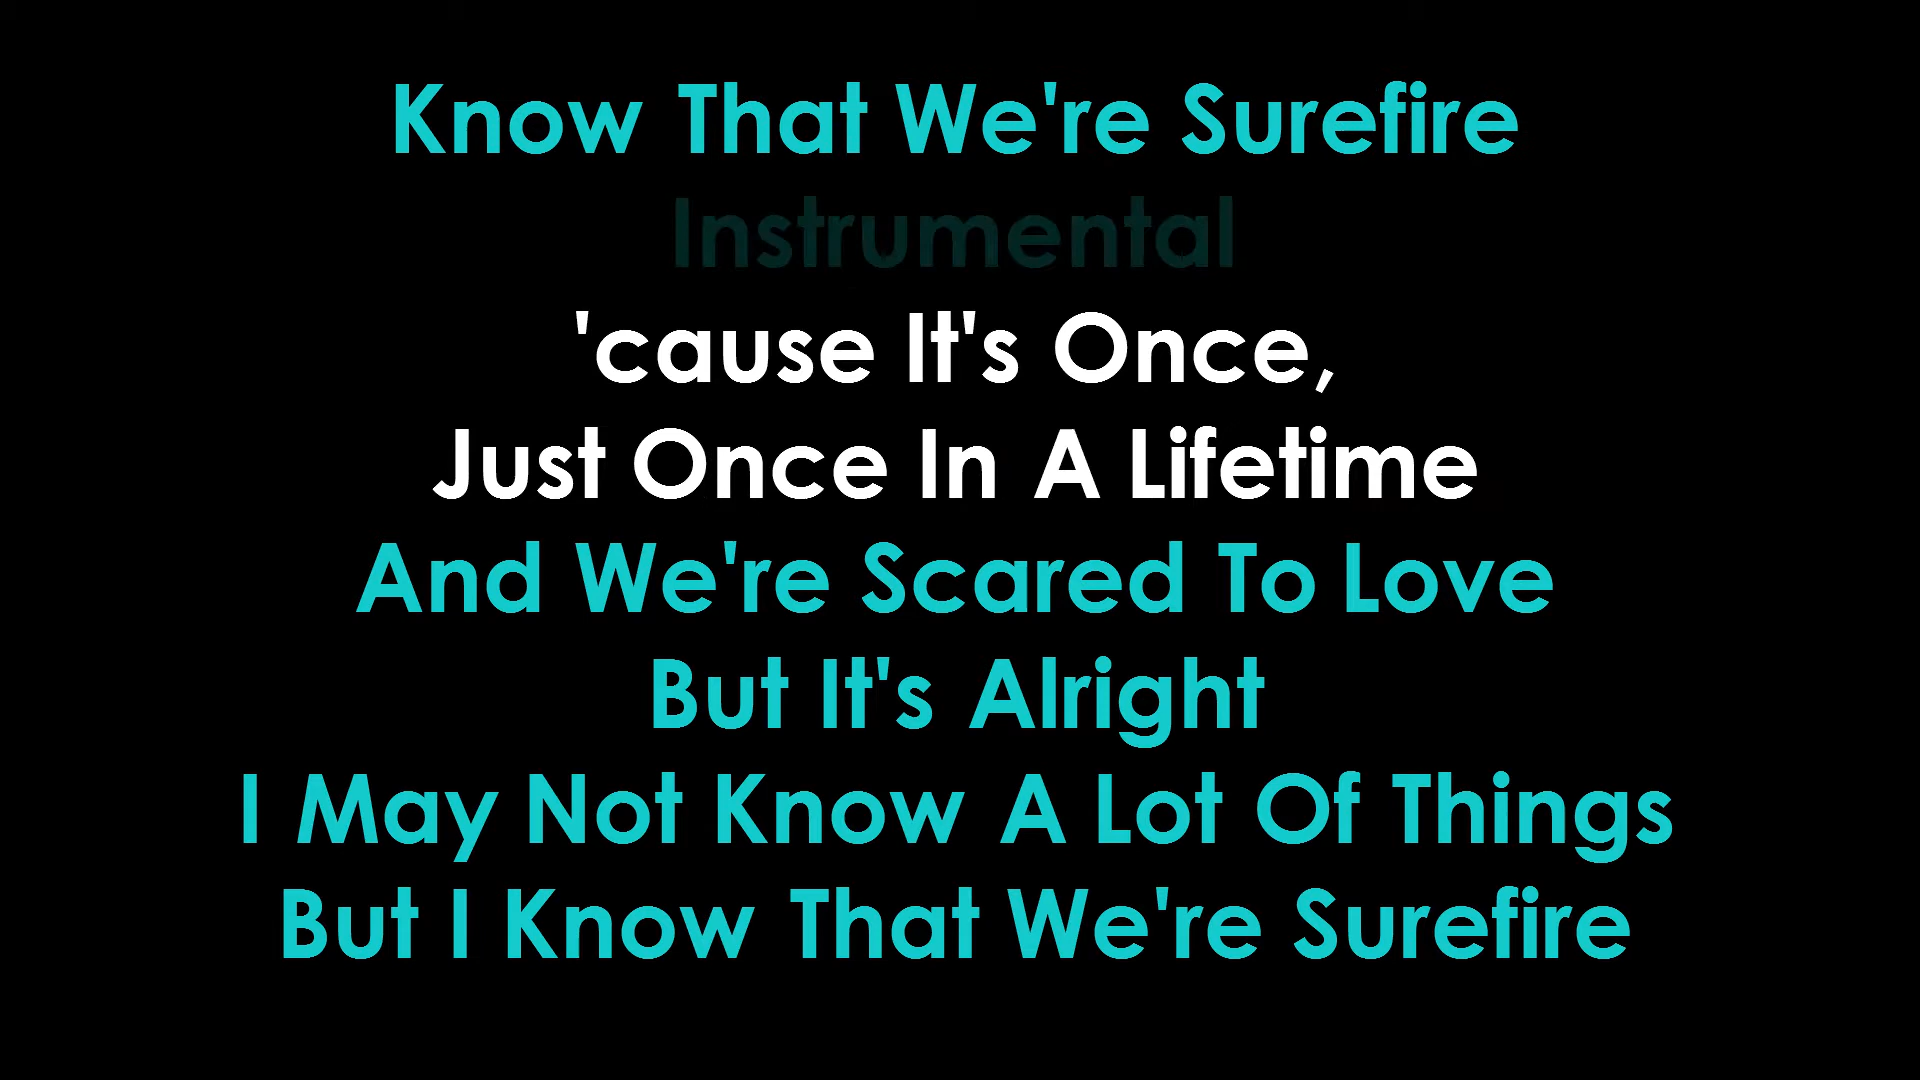 Know That We're Surefire
Instrumental
'cause It's Once,
Just Once In A Lifetime
And We're Scared To Love
But It's Alright
I May Not Know A Lot Of Things
But I Know That We're Surefire